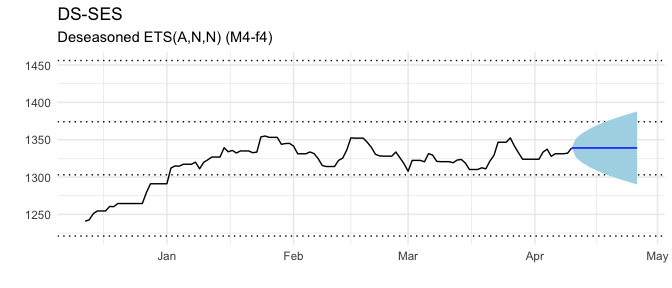 DS-SES
Deseasoned ETS(A,N,N) (M4-f4)
1450
1400
1350
1300
1250
Jan Feb Mar Apr May